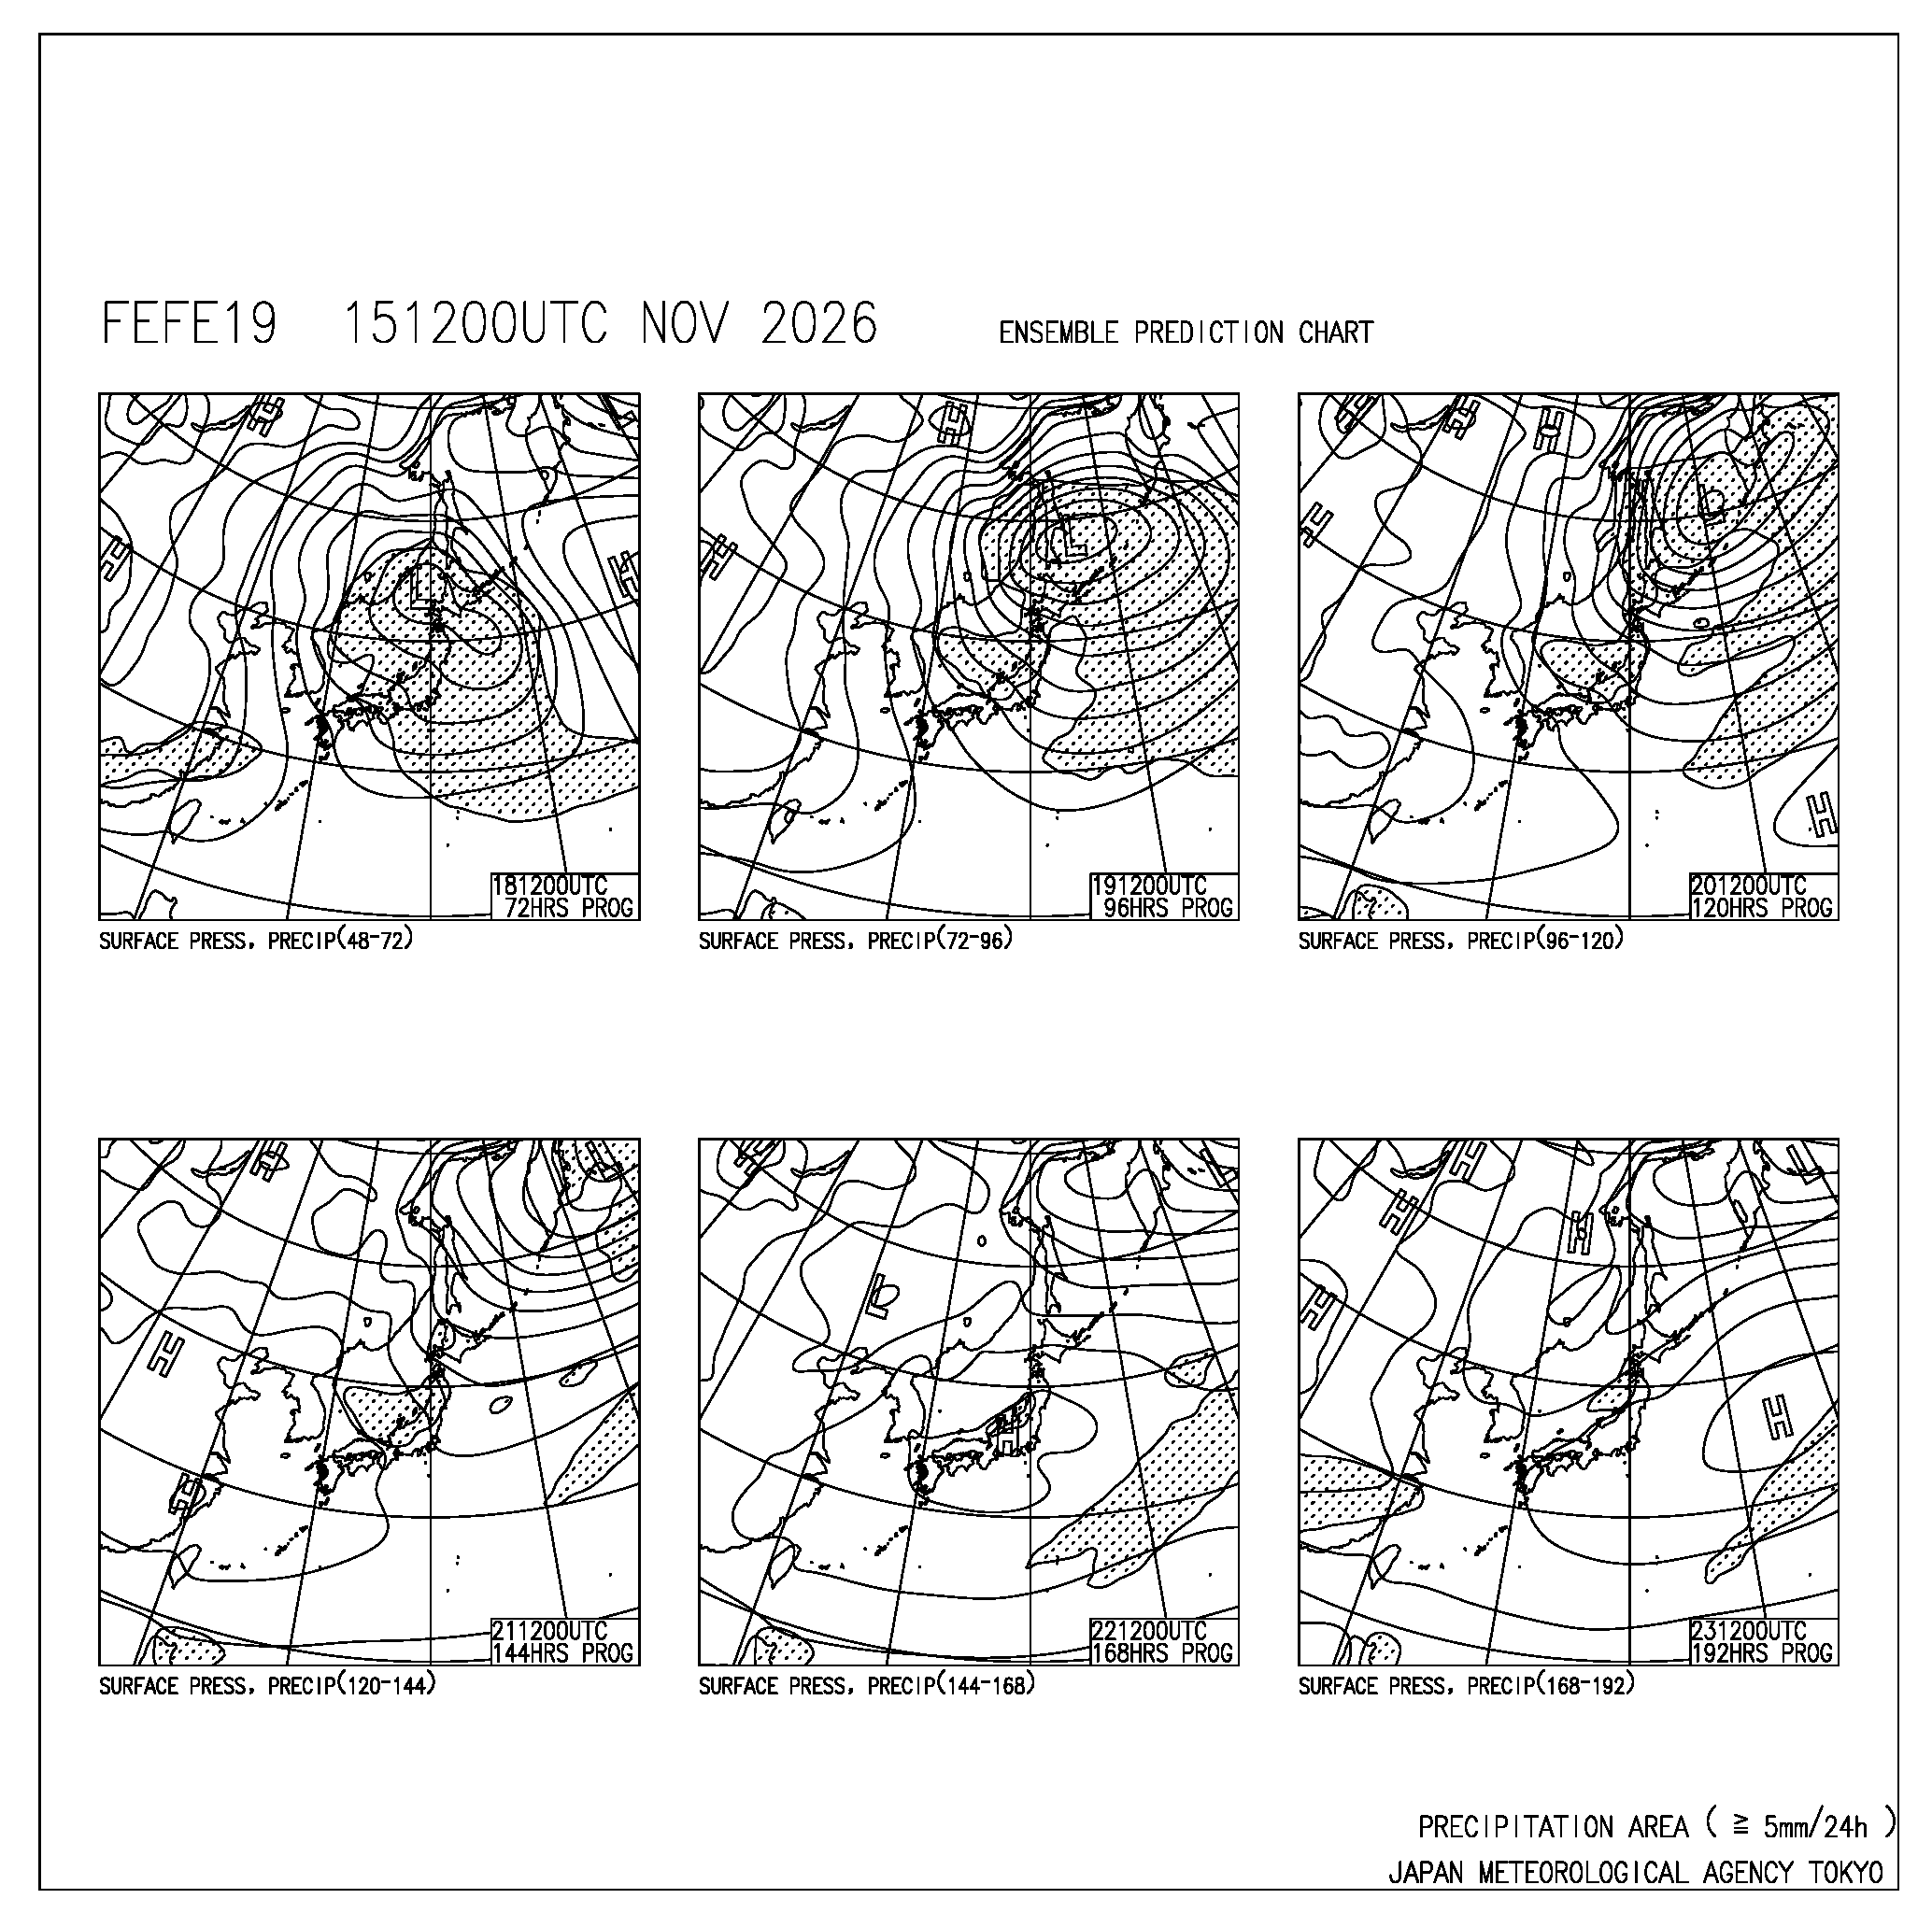 FEFE19 151200UTC NOV 2026 ENSEMBLE PREDICTION CHART
H H L H
181200UTC
72HRS PROG
SURFACE PRESS, PRECIP(48-72)
H H L
191200UTC
96HRS PROG
SURFACE PRESS, PRECIP(72-96)
H H H H L H
201200UTC
120HRS PROG
SURFACE PRESS, PRECIP(96-120)
H L H H
211200UTC
144HRS PROG
SURFACE PRESS, PRECIP(120-144)
H L L H
221200UTC
168HRS PROG
SURFACE PRESS, PRECIP(144-168)
H L H H H H
231200UTC
192HRS PROG
SURFACE PRESS, PRECIP(168-192)
PRECIPITATION AREA ( ≧ 5mm/24h )
JAPAN METEOROLOGICAL AGENCY TOKYO